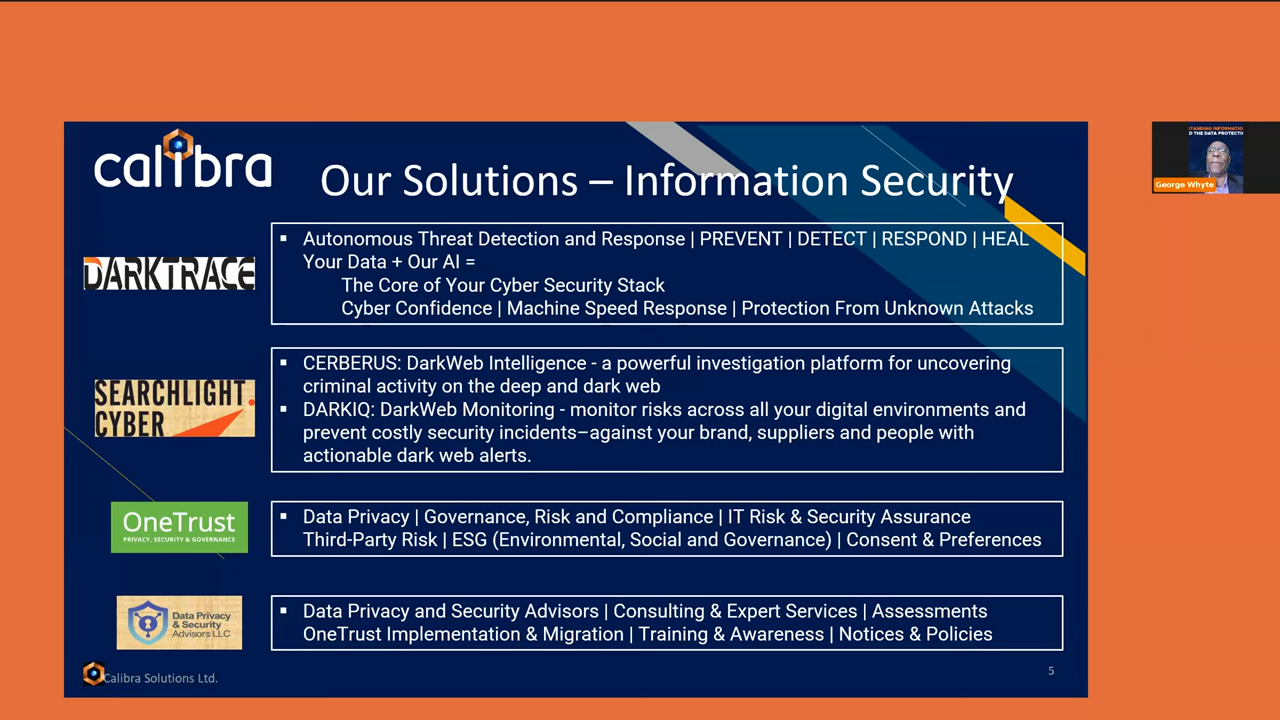 calibra
Our Solutions – Information Security
DARKTRACE
▪ Autonomous Threat Detection and Response | PREVENT | DETECT | RESPOND | HEAL
Your Data + Our AI =
The Core of Your Cyber Security Stack
Cyber Confidence | Machine Speed Response | Protection From Unknown Attacks
SEARCHLIGHT
CYBER
▪ CERBERUS: DarkWeb Intelligence - a powerful investigation platform for uncovering
criminal activity on the deep and dark web
▪ DARKIQ: DarkWeb Monitoring - monitor risks across all your digital environments and
prevent costly security incidents–against your brand, suppliers and people with
actionable dark web alerts.
OneTrust
PRIVACY, SECURITY & GOVERNANCE
▪ Data Privacy | Governance, Risk and Compliance | IT Risk & Security Assurance
Third-Party Risk | ESG (Environmental, Social and Governance) | Consent & Preferences
Data Privacy
& Security
Advisors LLC
▪ Data Privacy and Security Advisors | Consulting & Expert Services | Assessments
OneTrust Implementation & Migration | Training & Awareness | Notices & Policies
Calibra Solutions Ltd.
5
D THE DATA PROTECTI
George Whyte